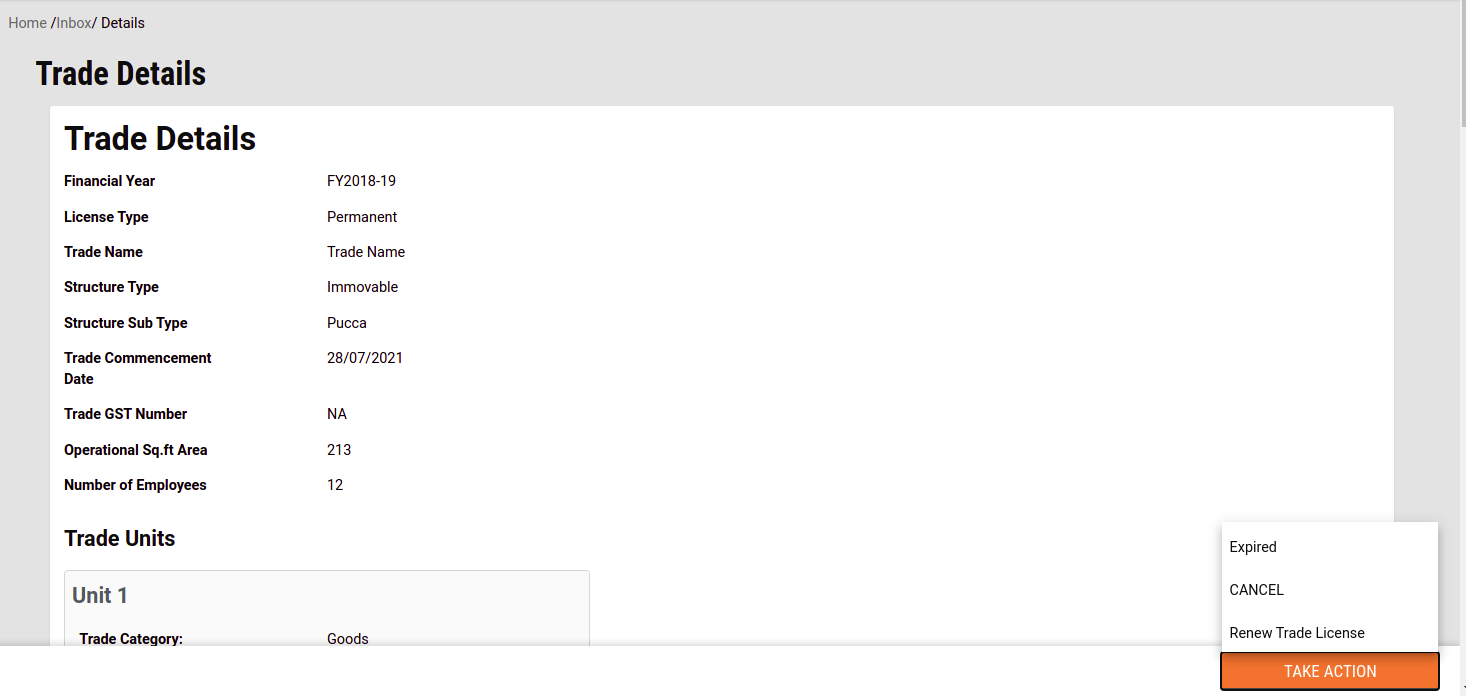 Home /Inbox/ Details
Trade Details
Trade Details
Financial Year FY2018-19
License Type Permanent
Trade Name Trade Name
Structure Type Immovable
Structure Sub Type Pucca
Trade Commencement Date 28/07/2021
Trade GST Number NA
Operational Sq.ft Area 213
Number of Employees 12
Trade Units
Unit 1
Trade Category: Goods
Expired
CANCEL
Renew Trade License
TAKE ACTION